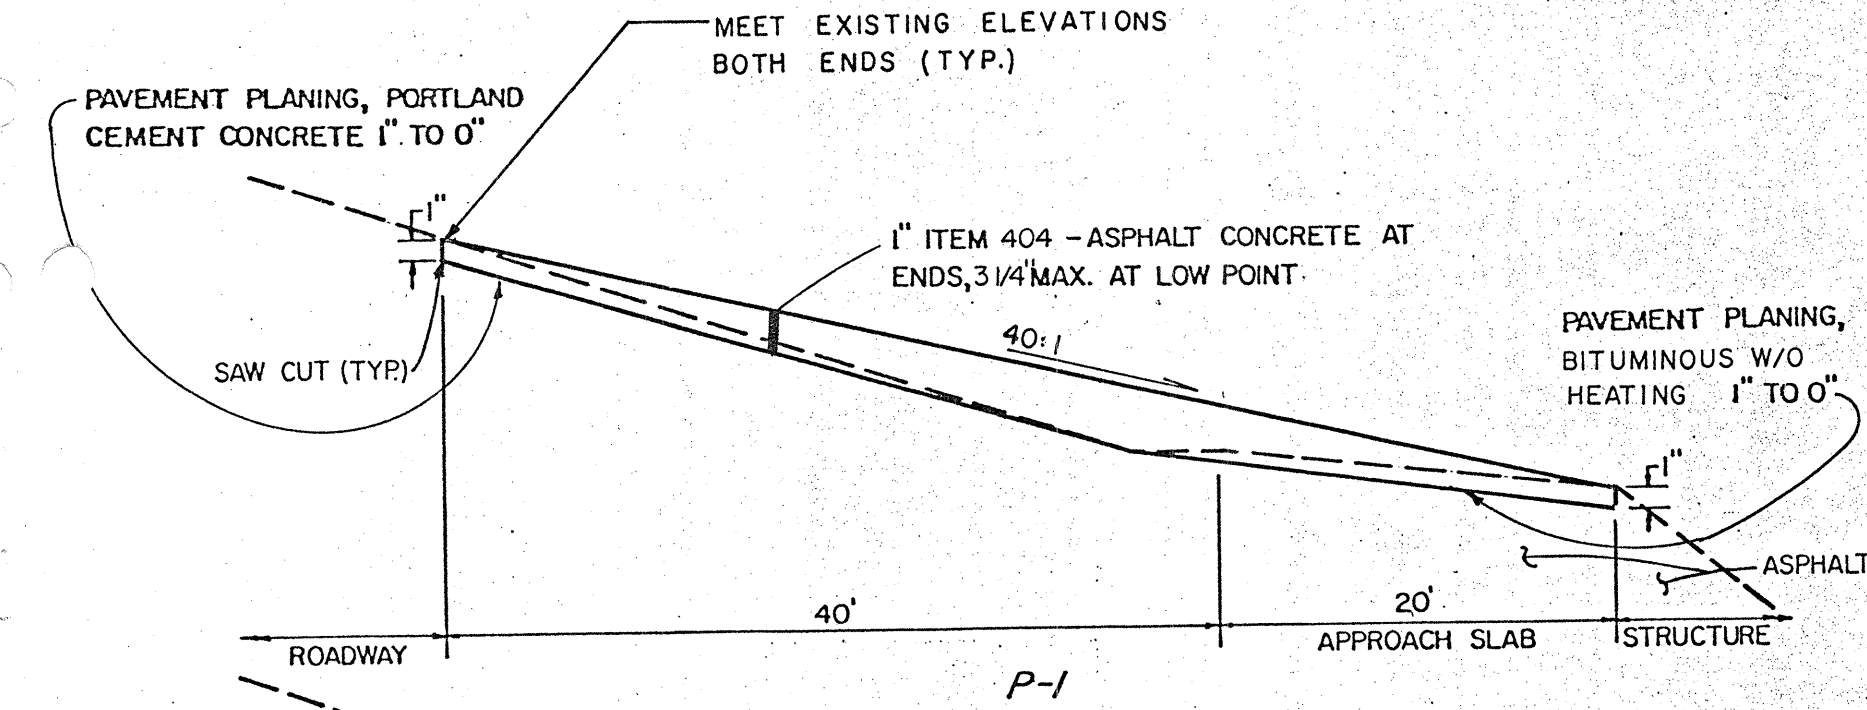 MEET EXISTING ELEVATIONS
BOTH ENDS (TYP.)
PAVEMENT PLANING, PORTLAND
CEMENT CONCRETE 1" TO 0"
1"
1" ITEM 404 - ASPHALT CONCRETE AT
ENDS, 3 1/4" MAX. AT LOW POINT
40:1
PAVEMENT PLANING,
BITUMINOUS W/O
HEATING 1" TO 0"
SAW CUT (TYP.)
1"
ASPHALT
40'
20'
ROADWAY
APPROACH SLAB
STRUCTURE
P-1